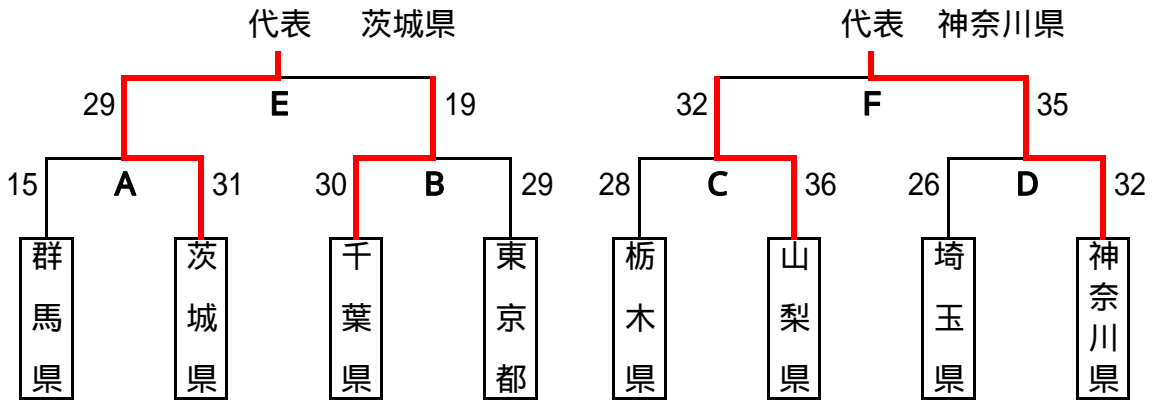 代表 茨城県 代表 神奈川県
29 E 19 32 F 35
15 A 31 30 B 29 28 C 36 26 D 32
群馬県
茨城県
千葉県
東京都
栃木県
山梨県
埼玉県
神奈川県